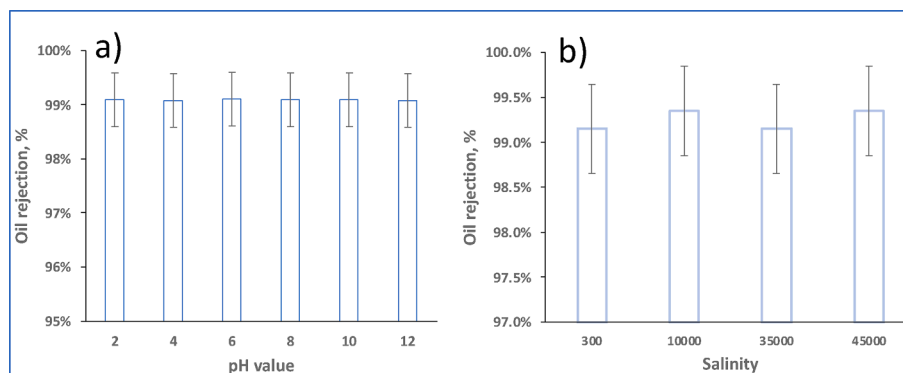 a)
100%
99%
98%
97%
96%
95%
Oil rejection, %
2 4 6 8 10 12
pH value
b)
100.0%
99.5%
99.0%
98.5%
98.0%
97.5%
97.0%
Oil rejection, %
300 10000 35000 45000
Salinity